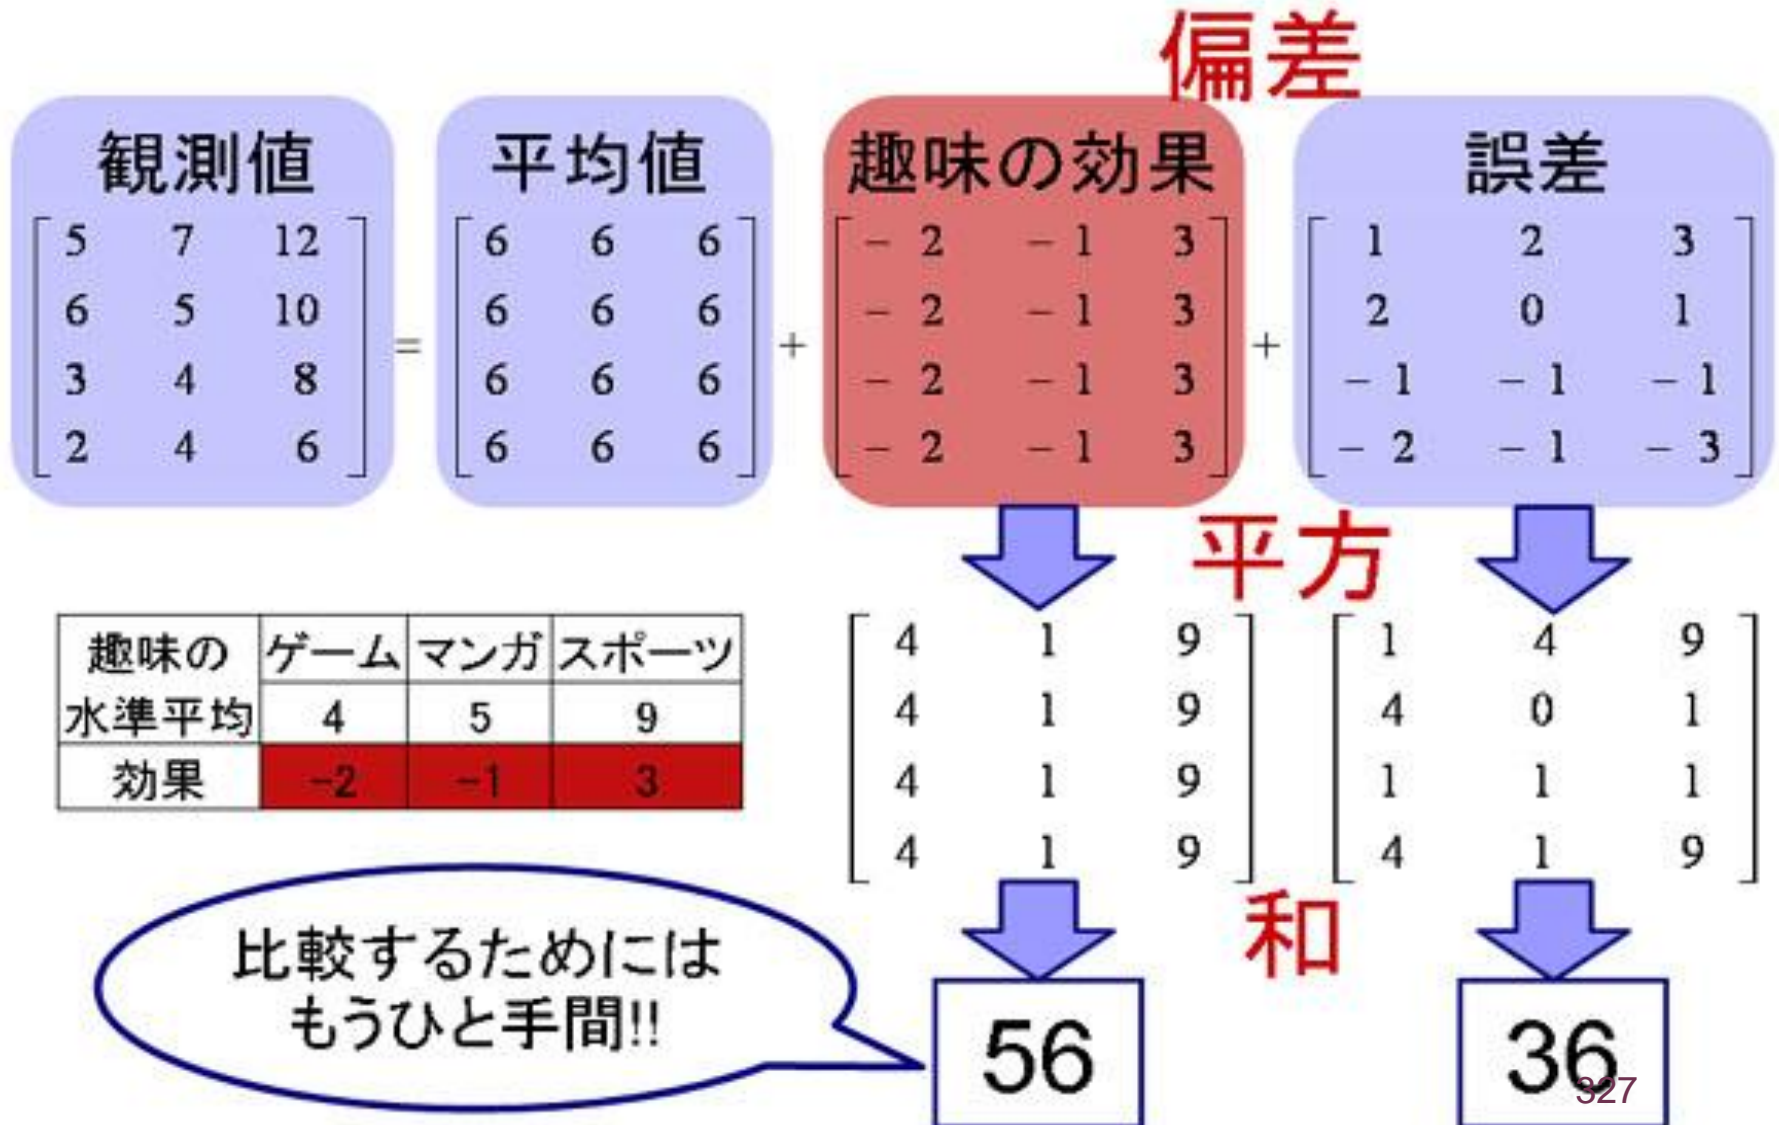 偏差
観測値 平均値 趣味の効果 誤差
5 7 12 6 6 6 - 2 - 1 3 1 2 3
6 5 10 6 6 6 - 2 - 1 3 2 0 1
= + +
3 4 8 6 6 6 - 2 - 1 3 - 1 - 1 - 1
2 4 6 6 6 6 - 2 - 1 3 - 2 - 1 - 3
平方
趣味の水準平均 ゲーム マンガ スポーツ
4 5 9
効果 -2 -1 3
4 1 9 1 4 9
4 1 9 4 0 1
4 1 9 1 1 1
4 1 9 4 1 9
和
比較するためには
もうひと手間!!
56 36
327